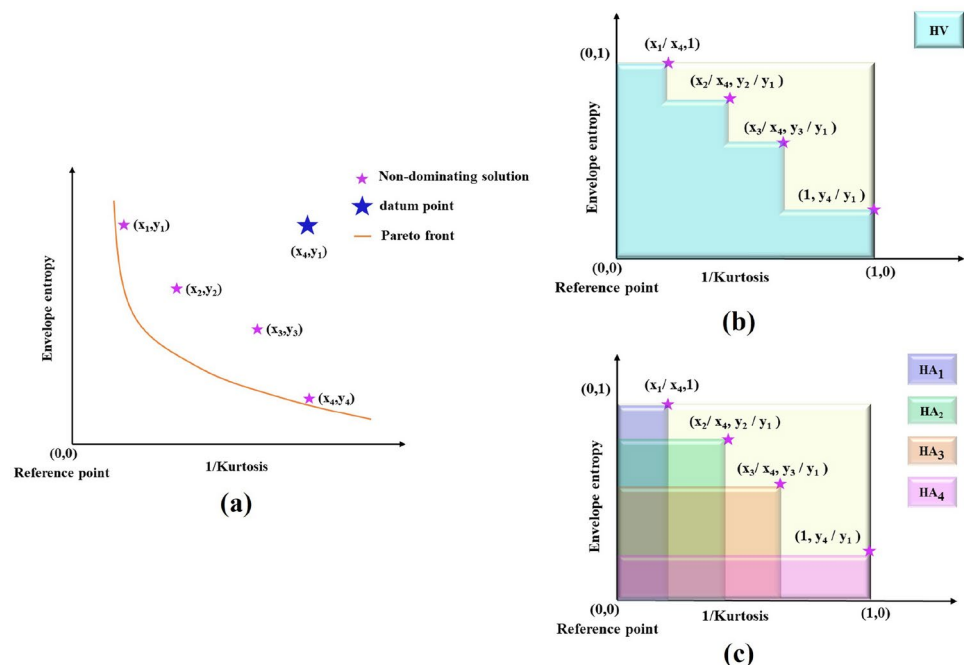 Envelope entropy
(x₁,y₁)
(x₂,y₂)
(x₃,y₃)
(x₄,y₄)
(x₄,y₁)
Non-dominating solution
datum point
Pareto front
(0,0)
Reference point
1/Kurtosis
(a)
HV
Envelope entropy
(0,1)
(x₁/ x₄,1)
(x₂/ x₄, y₂ / y₁ )
(x₃/ x₄, y₃ / y₁ )
(1, y₄ / y₁ )
(0,0)
(1,0)
Reference point
1/Kurtosis
(b)
HA₁
HA₂
HA₃
HA₄
Envelope entropy
(0,1)
(x₁/ x₄,1)
(x₂/ x₄, y₂ / y₁ )
(x₃/ x₄, y₃ / y₁ )
(1, y₄ / y₁ )
(0,0)
(1,0)
Reference point
1/Kurtosis
(c)